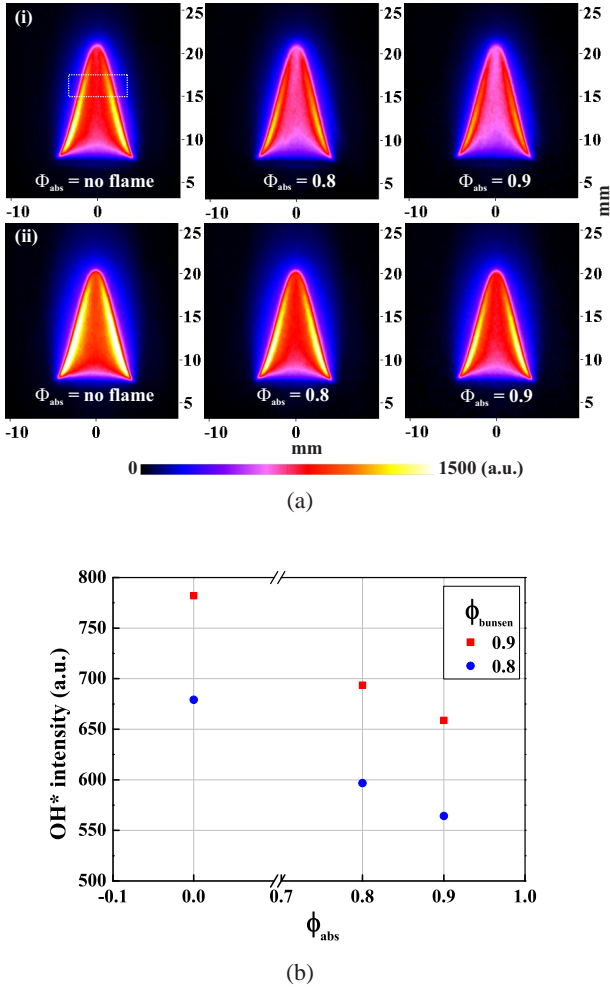 (i)
25
20
15
10
5
Φabs = no flame
-10 0
25
20
15
10
5
Φabs = 0.8
0
25
20
15
10
5
Φabs = 0.9
-10 0
mm
(ii)
25
20
15
10
5
Φabs = no flame
-10 0
25
20
15
10
5
Φabs = 0.8
0
25
20
15
10
5
Φabs = 0.9
-10 0
mm
0 1500 (a.u.)
(a)
800
750
700
650
600
550
500
OH* intensity (a.u.)
ϕbunsen
0.9
0.8
-0.1 0.0 0.7 0.8 0.9 1.0
ϕabs
(b)